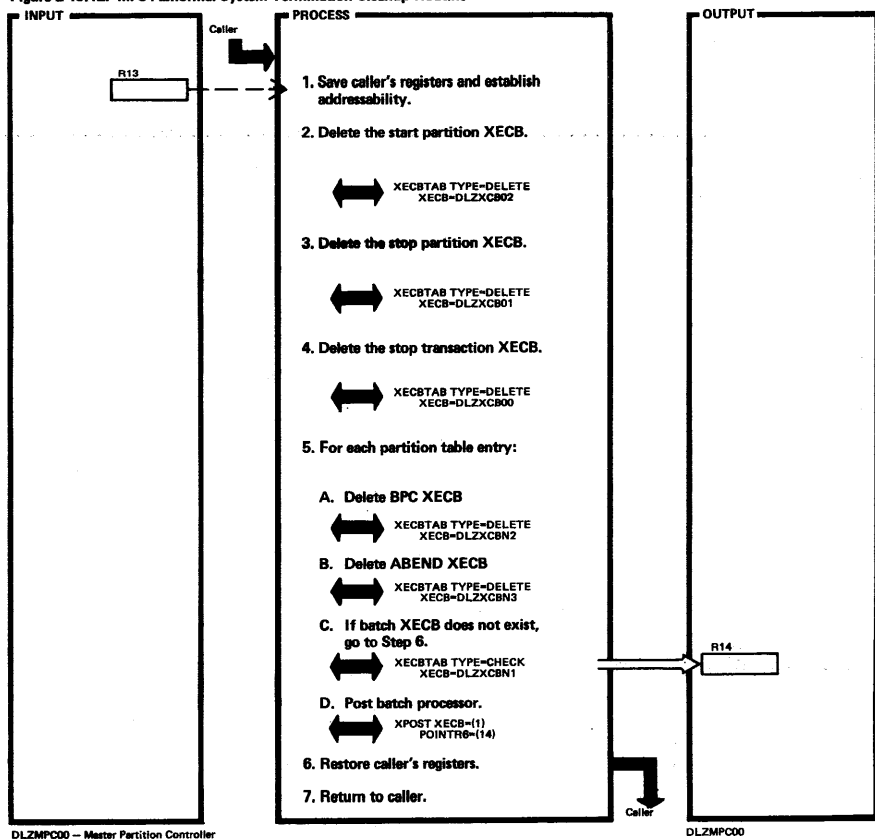 INPUT
PROCESS
OUTPUT
Caller
R13
1. Save caller's registers and establish
addressability.
2. Delete the start partition XECB.
XECBTAB TYPE=DELETE
XECB=DLZXCB02
3. Delete the stop partition XECB.
XECBTAB TYPE=DELETE
XECB=DLZXCB01
4. Delete the stop transaction XECB.
XECBTAB TYPE=DELETE
XECB=DLZXCB00
5. For each partition table entry:
A. Delete BPC XECB
XECBTAB TYPE=DELETE
XECB=DLZXCBN2
B. Delete ABEND XECB
XECBTAB TYPE=DELETE
XECB=DLZXCBN3
C. If batch XECB does not exist,
go to Step 6.
XECBTAB TYPE=CHECK
XECB=DLZXCBN1
R14
D. Post batch processor.
XPOST XECB=(1)
POINTR6=(14)
6. Restore caller's registers.
7. Return to caller.
Caller
DLZMPC00 — Master Partition Controller
DLZMPC00